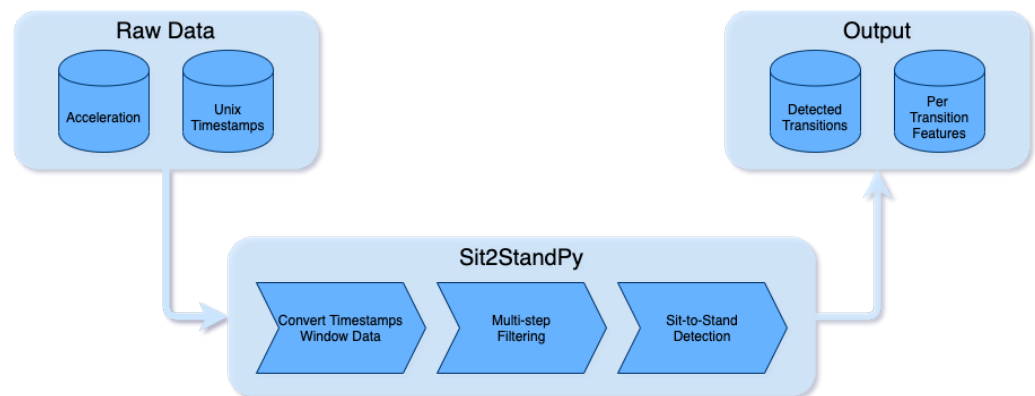 Raw Data
Acceleration
Unix
Timestamps
Output
Detected
Transitions
Per
Transition
Features
Sit2StandPy
Convert Timestamps
Window Data
Multi-step
Filtering
Sit-to-Stand
Detection